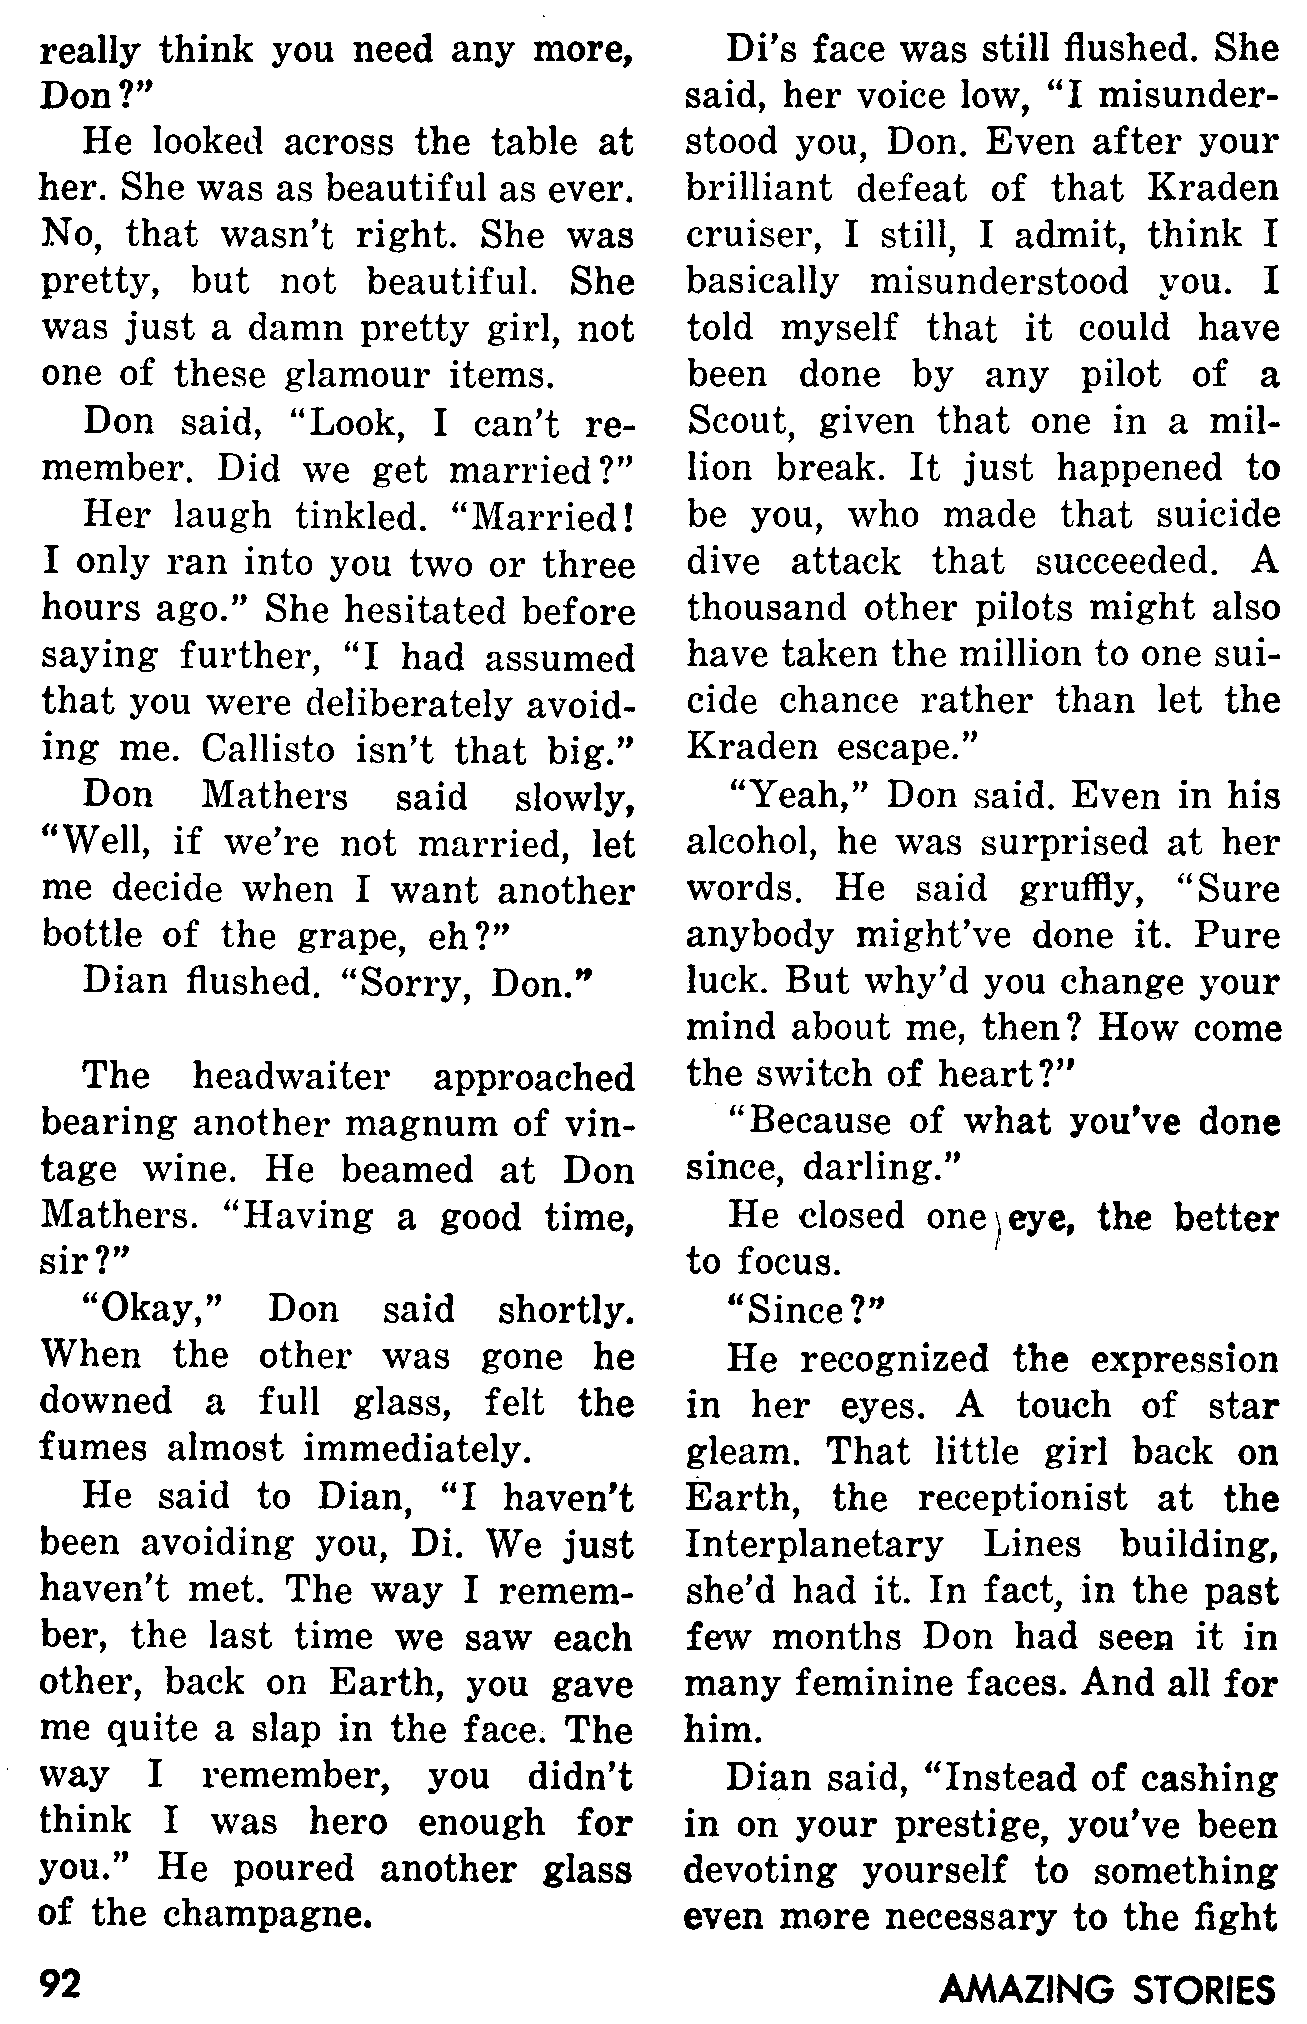 really think you need any more,
Don?”
He looked across the table at
her. She was as beautiful as ever.
No, that wasn’t right. She was
pretty, but not beautiful. She
was just a damn pretty girl, not
one of these glamour items.
Don said, “Look, I can’t re-
member. Did we get married?”
Her laugh tinkled. “Married!
I only ran into you two or three
hours ago.” She hesitated before
saying further, “I had assumed
that you were deliberately avoid-
ing me. Callisto isn’t that big.”
Don Mathers said slowly,
“Well, if we’re not married, let
me decide when I want another
bottle of the grape, eh?”
Dian flushed. “Sorry, Don.”
The headwaiter approached
bearing another magnum of vin-
tage wine. He beamed at Don
Mathers. “Having a good time,
sir?”
“Okay,” Don said shortly.
When the other was gone he
downed a full glass, felt the
fumes almost immediately.
He said to Dian, “I haven’t
been avoiding you, Di. We just
haven’t met. The way I remem-
ber, the last time we saw each
other, back on Earth, you gave
me quite a slap in the face. The
way I remember, you didn’t
think I was hero enough for
you.” He poured another glass
of the champagne.
Di’s face was still flushed. She
said, her voice low, “I misunder-
stood you, Don. Even after your
brilliant defeat of that Kraden
cruiser, I still, I admit, think I
basically misunderstood you. I
told myself that it could have
been done by any pilot of a
Scout, given that one in a mil-
lion break. It just happened to
be you, who made that suicide
dive attack that succeeded. A
thousand other pilots might also
have taken the million to one sui-
cide chance rather than let the
Kraden escape.”
“Yeah,” Don said. Even in his
alcohol, he was surprised at her
words. He said gruffly, “Sure
anybody might’ve done it. Pure
luck. But why’d you change your
mind about me, then? How come
the switch of heart?”
“Because of what you’ve done
since, darling.”
He closed one eye, the better
to focus.
“Since?”
He recognized the expression
in her eyes. A touch of star
gleam. That little girl back on
Earth, the receptionist at the
Interplanetary Lines building,
she’d had it. In fact, in the past
few months Don had seen it in
many feminine faces. And all for
him.
Dian said, “Instead of cashing
in on your prestige, you’ve been
devoting yourself to something
even more necessary to the fight
92
AMAZING STORIES